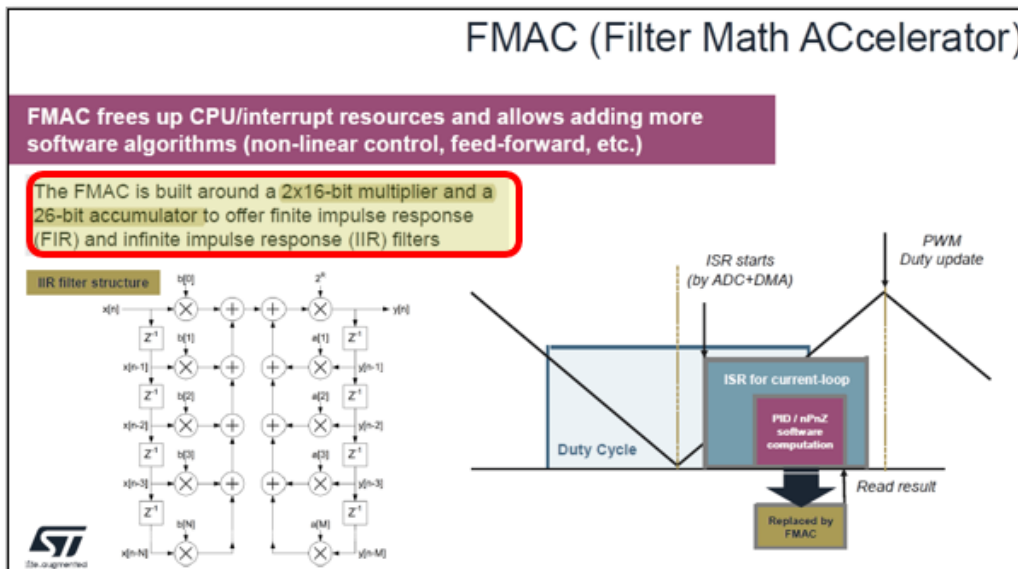 FMAC (Filter Math ACcelerator)
FMAC frees up CPU/interrupt resources and allows adding more
software algorithms (non-linear control, feed-forward, etc.)
The FMAC is built around a 2x16-bit multiplier and a
26-bit accumulator to offer finite impulse response
(FIR) and infinite impulse response (IIR) filters
IIR filter structure
b[0]
2ᴿ
x[n]
y[n]
Z⁻¹
b[1]
a[1]
Z⁻¹
x[n-1]
y[n-1]
Z⁻¹
b[2]
a[2]
Z⁻¹
x[n-2]
y[n-2]
Z⁻¹
b[3]
a[3]
Z⁻¹
x[n-3]
y[n-3]
Z⁻¹
b[N]
a[M]
Z⁻¹
x[n-N]
y[n-M]
PWM
Duty update
ISR starts
(by ADC+DMA)
ISR for current-loop
PID / nPnZ
software
computation
Duty Cycle
Read result
Replaced by
FMAC
ST
life.augmented